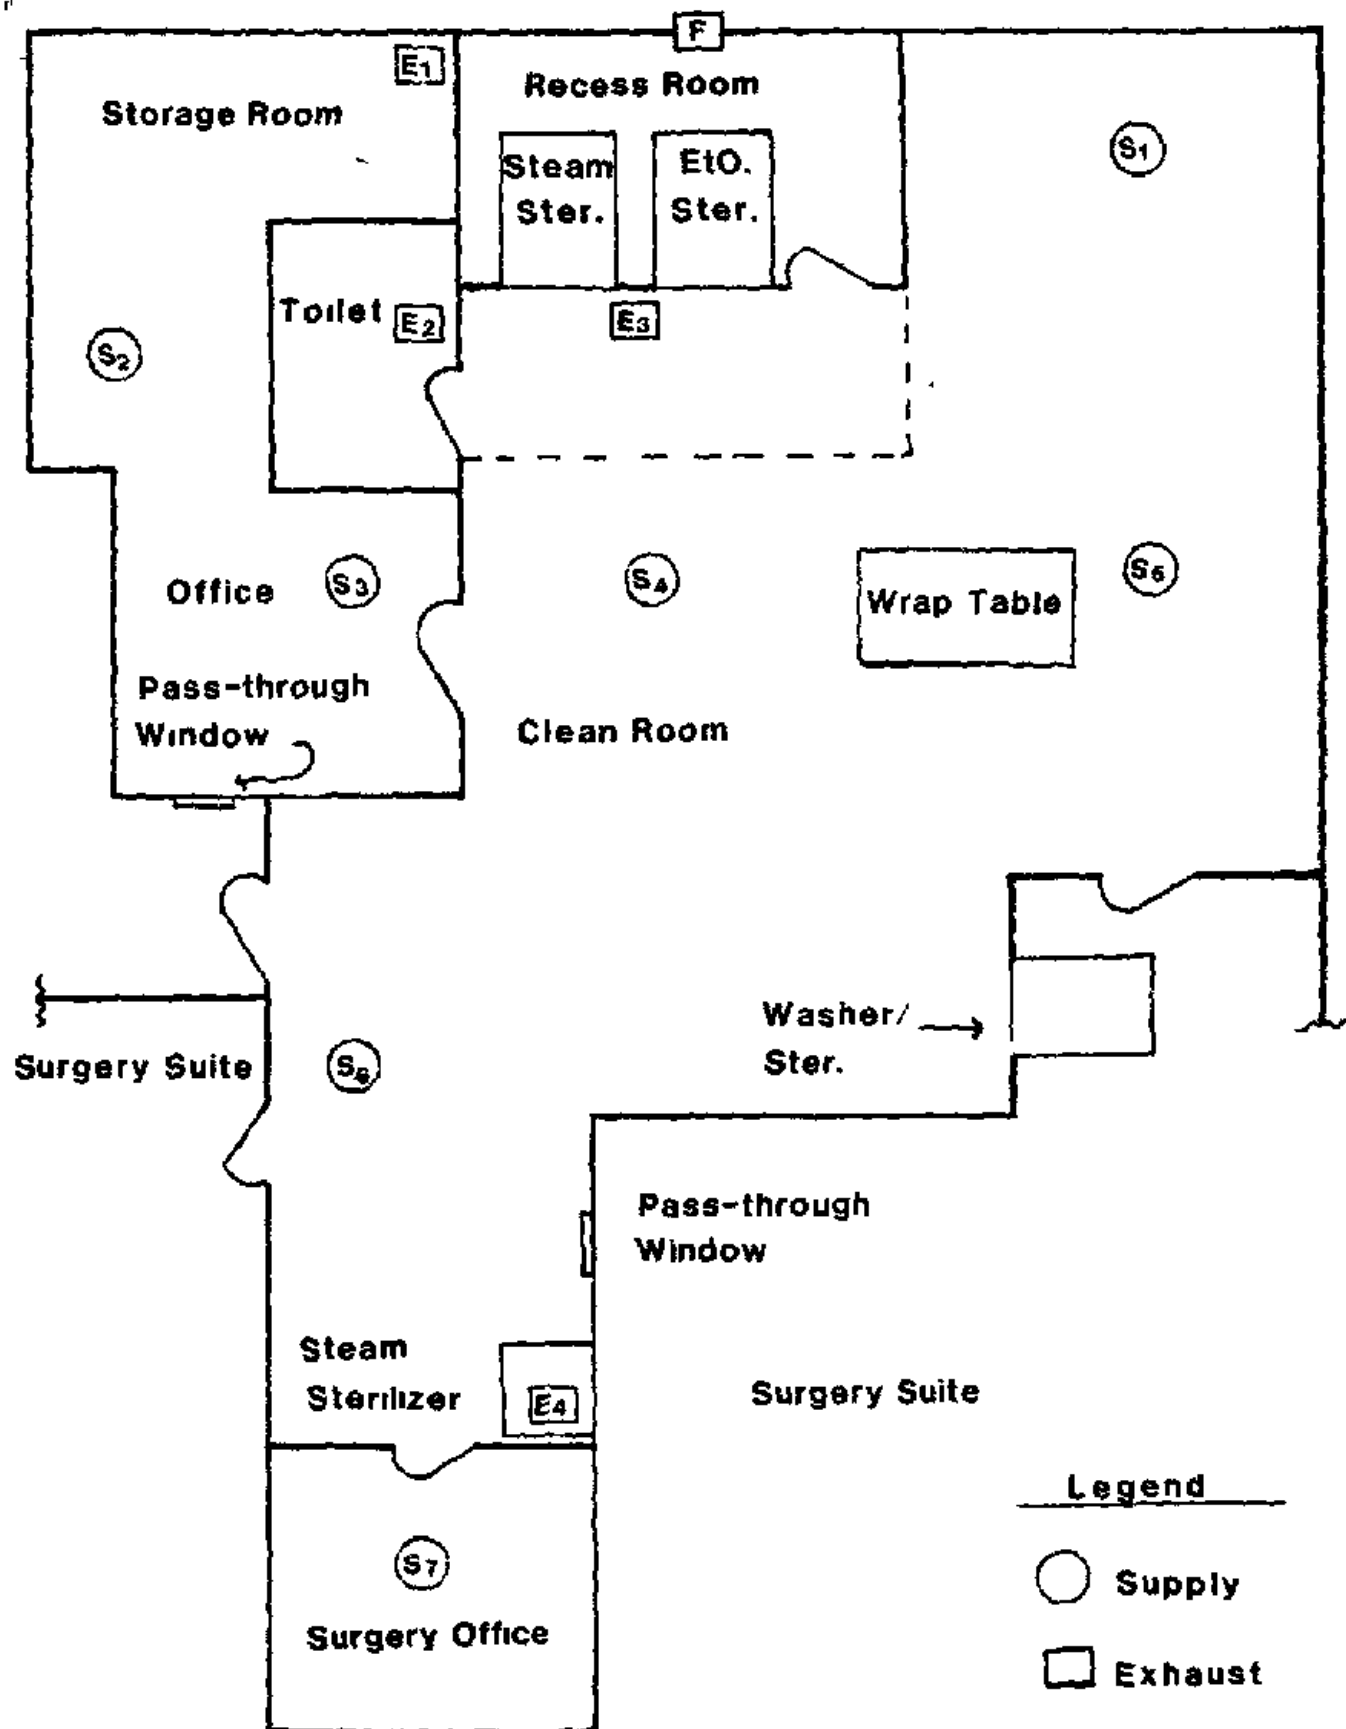 F
E1
Recess Room
Storage Room
S1
Steam
Ster.
EtO.
Ster.
Toilet
E2
E3
S2
Office
S3
S4
S5
Wrap Table
Pass-through
Window
Clean Room
Washer/
Ster.
Surgery Suite
S6
Pass-through
Window
Steam
Sterilizer
E4
Surgery Suite
Legend
S7
Supply
Surgery Office
Exhaust